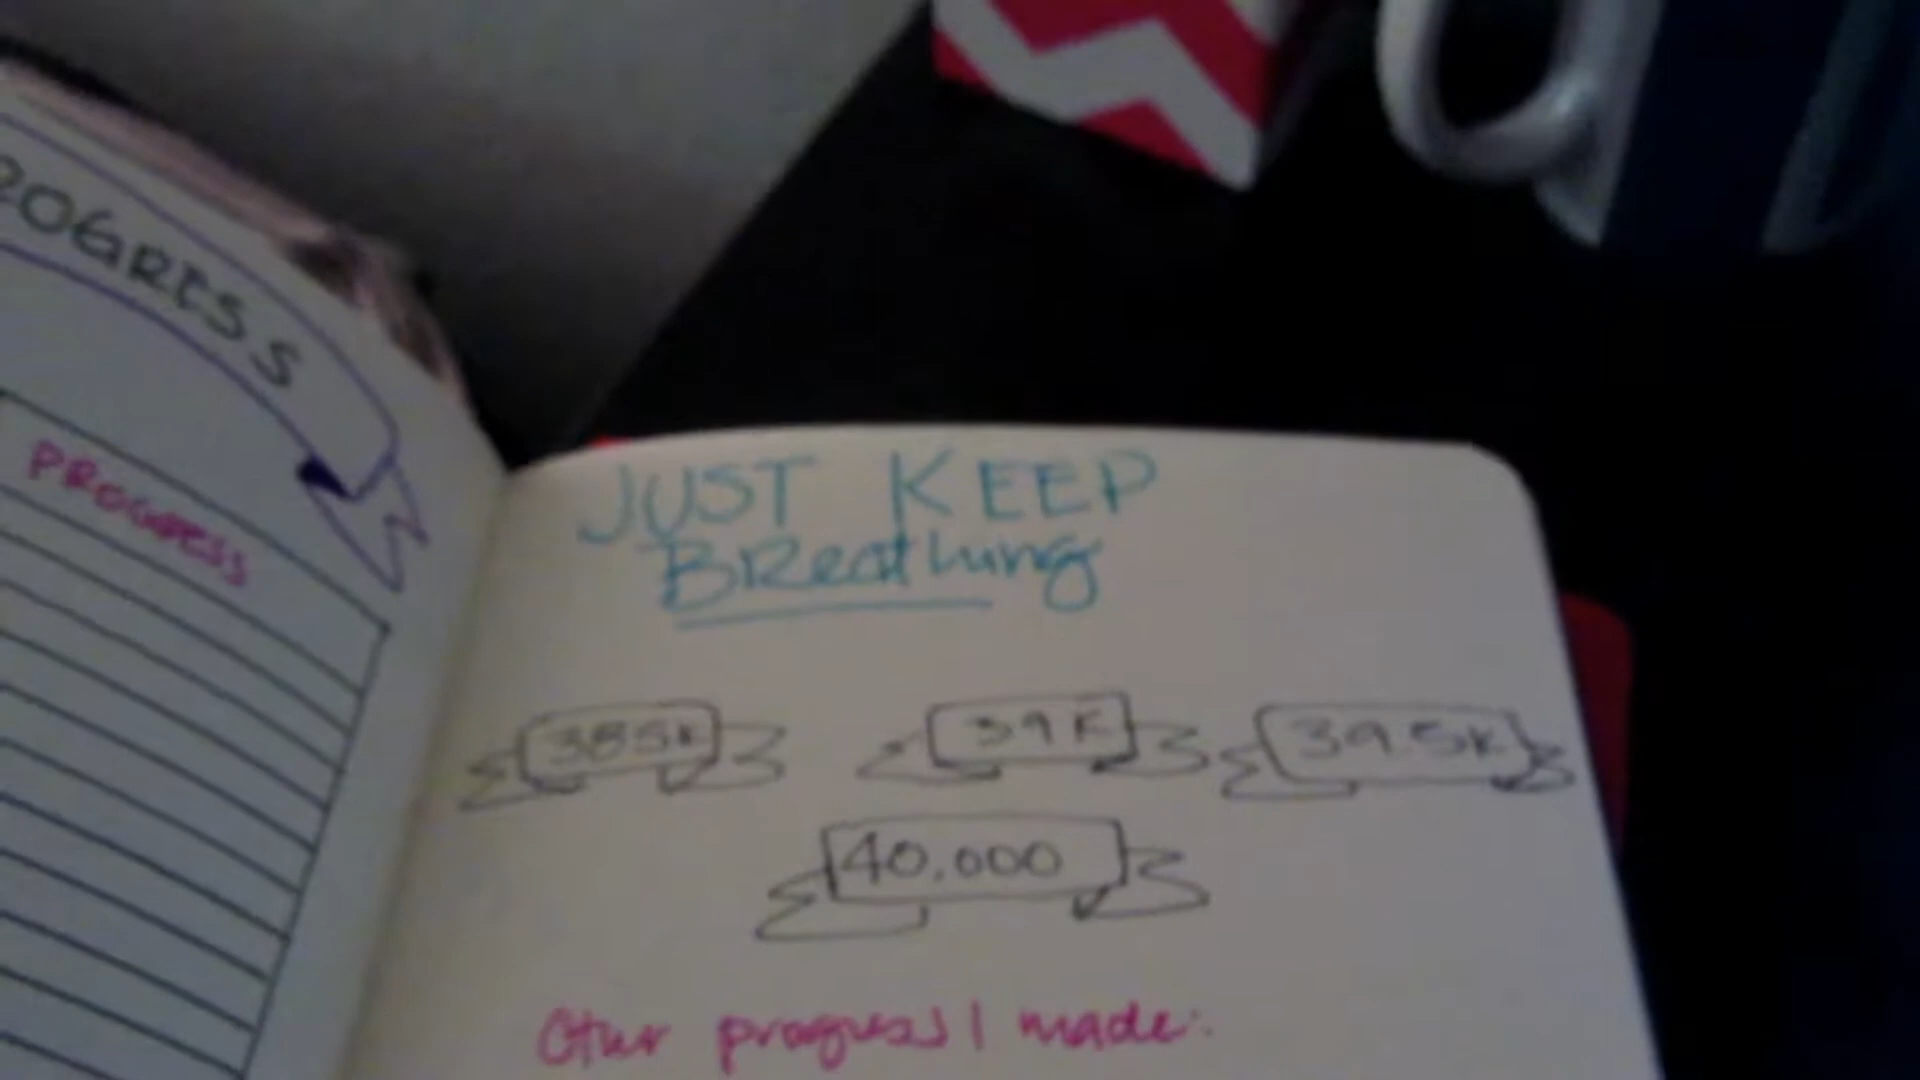 ROGRESS
PROGRESS
JUST KEEP
BREathing
38.5K 39K 39.5K
40,000
Other progress I made: